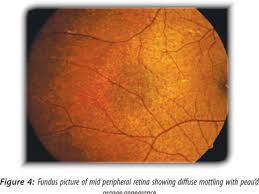 Figure 4: Fundus picture of mid peripheral retina showing diffuse mottling with peau'd
orange appearance